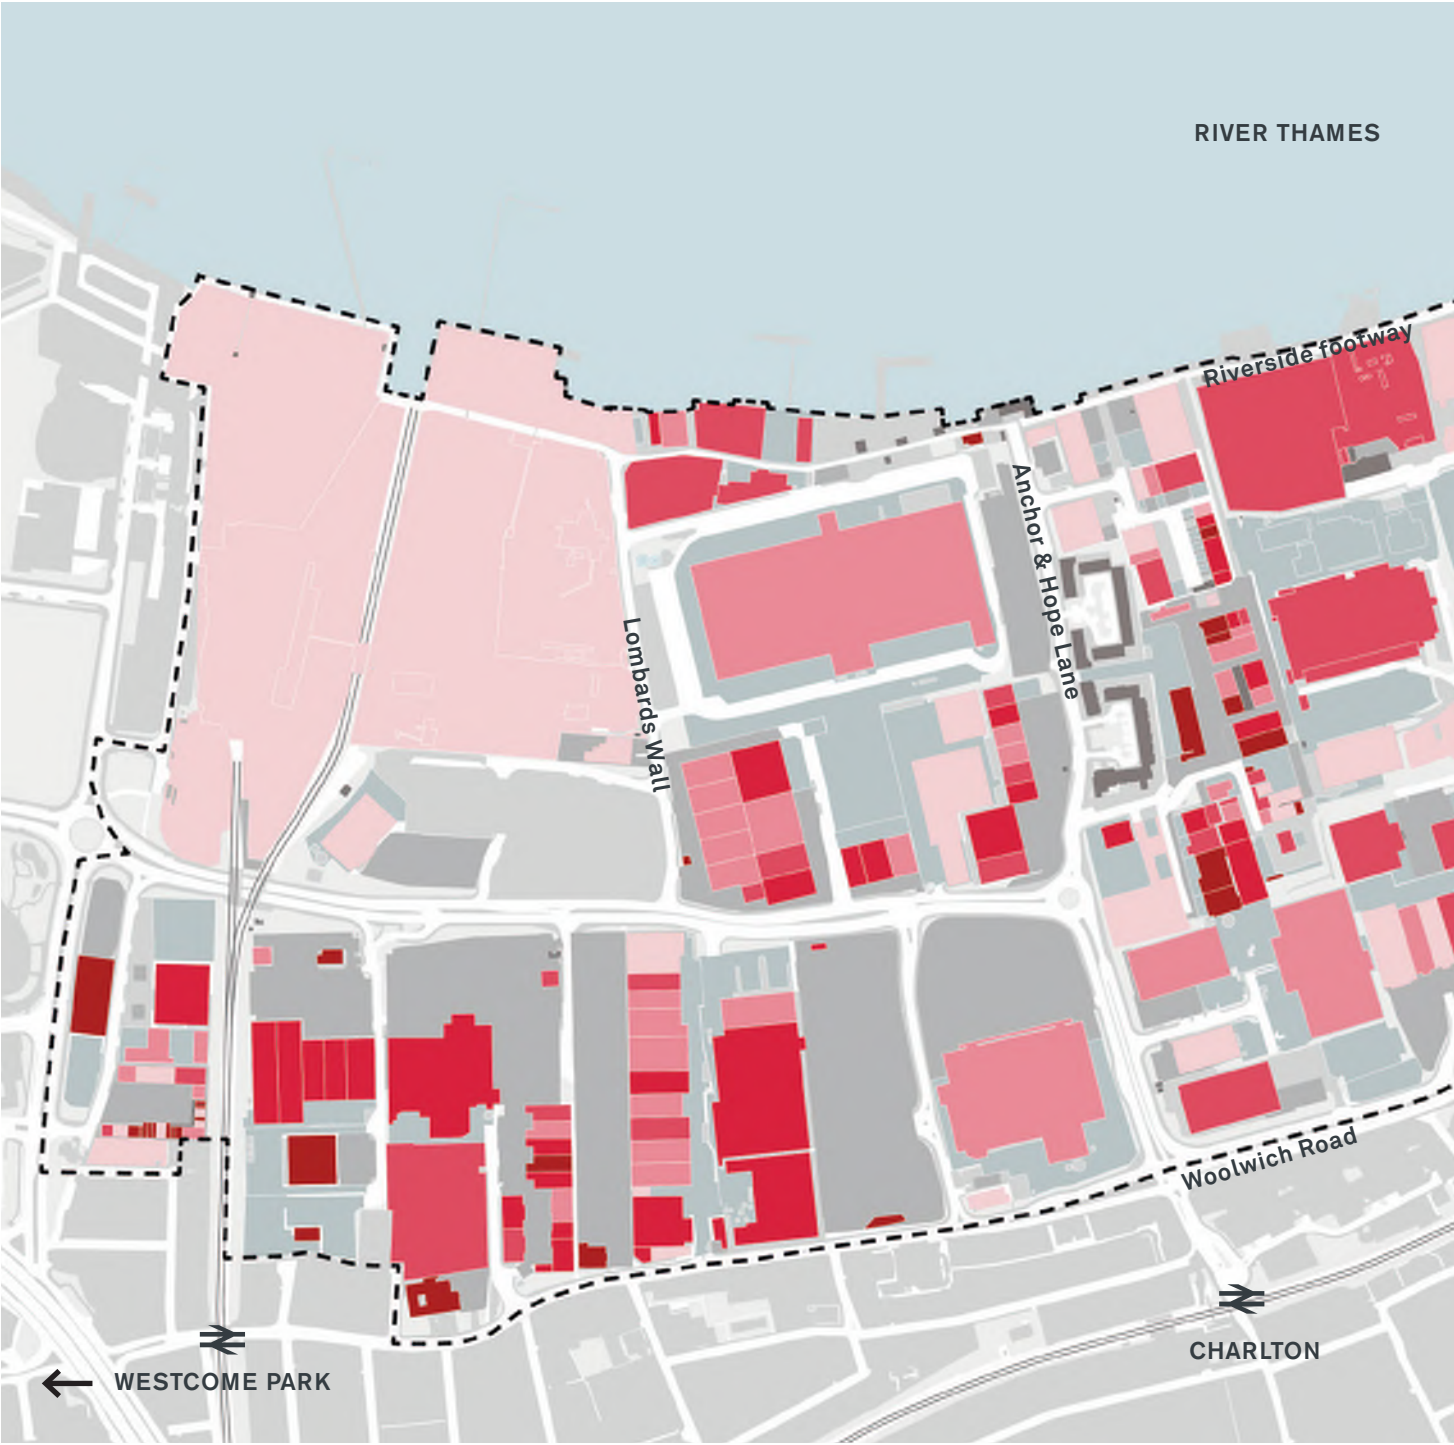 RIVER THAMES
Riverside footway
Anchor & Hope Lane
Lombards Wall
Woolwich Road
CHARLTON
WESTCOME PARK